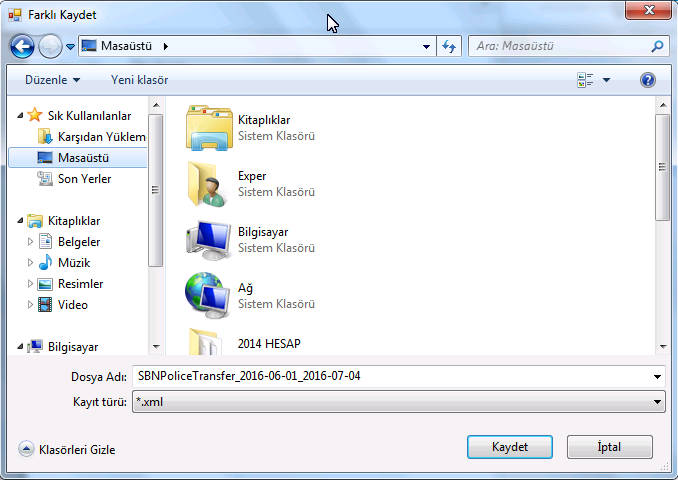 Farklı Kaydet
Masaüstü
Ara: Masaüstü
Düzenle
Yeni klasör
Sık Kullanılanlar
Karşıdan Yüklem
Masaüstü
Son Yerler
Kitaplıklar
Belgeler
Müzik
Resimler
Video
Bilgisayar
Kitaplıklar
Sistem Klasörü
Exper
Sistem Klasörü
Bilgisayar
Sistem Klasörü
Ağ
Sistem Klasörü
2014 HESAP
Dosya Adı: SBNPoliceTransfer_2016-06-01_2016-07-04
Kayıt türü: *.xml
Klasörleri Gizle
Kaydet
İptal